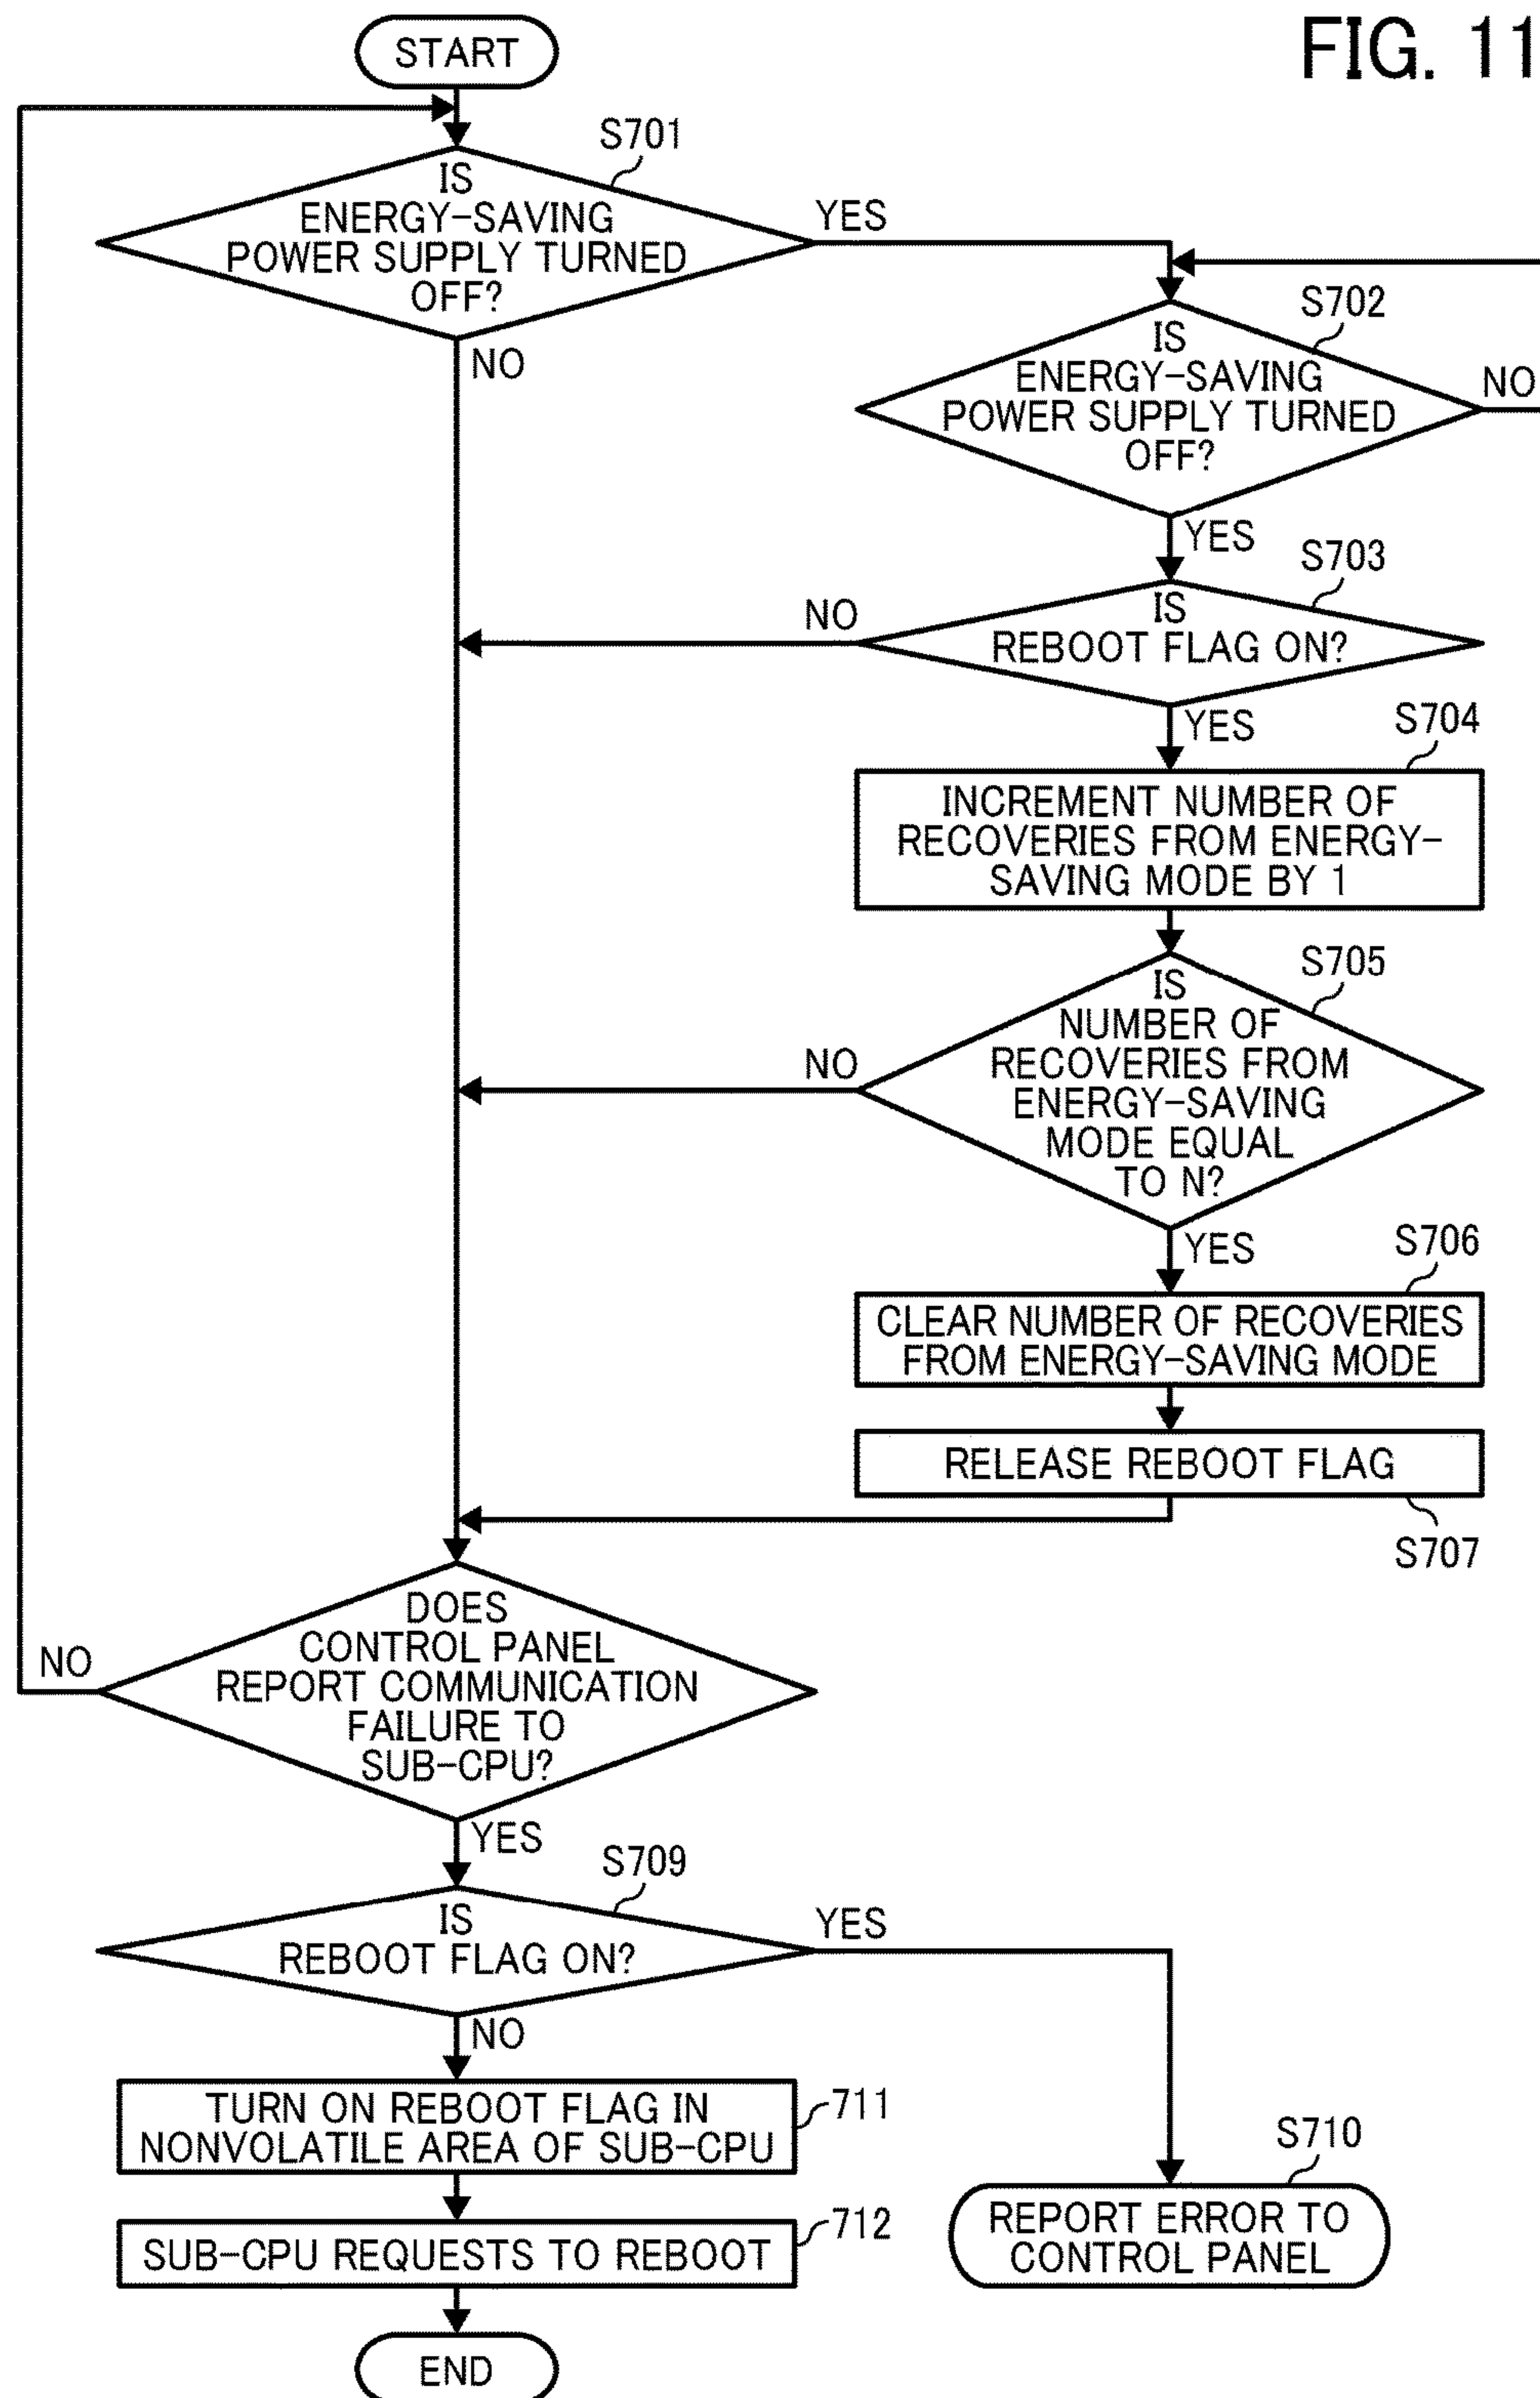 FIG. 11
START
S701
IS
ENERGY-SAVING
POWER SUPPLY TURNED
OFF?
YES
NO
S702
IS
ENERGY-SAVING
POWER SUPPLY TURNED
OFF?
NO
YES
S703
IS
REBOOT FLAG ON?
NO
YES
S704
INCREMENT NUMBER OF
RECOVERIES FROM ENERGY-
SAVING MODE BY 1
S705
IS
NUMBER OF
RECOVERIES FROM
ENERGY-SAVING
MODE EQUAL
TO N?
NO
YES
S706
CLEAR NUMBER OF RECOVERIES
FROM ENERGY-SAVING MODE
RELEASE REBOOT FLAG
S707
DOES
CONTROL PANEL
REPORT COMMUNICATION
FAILURE TO
SUB-CPU?
NO
YES
S709
IS
REBOOT FLAG ON?
YES
NO
TURN ON REBOOT FLAG IN
NONVOLATILE AREA OF SUB-CPU
711
S710
REPORT ERROR TO
CONTROL PANEL
SUB-CPU REQUESTS TO REBOOT
712
END